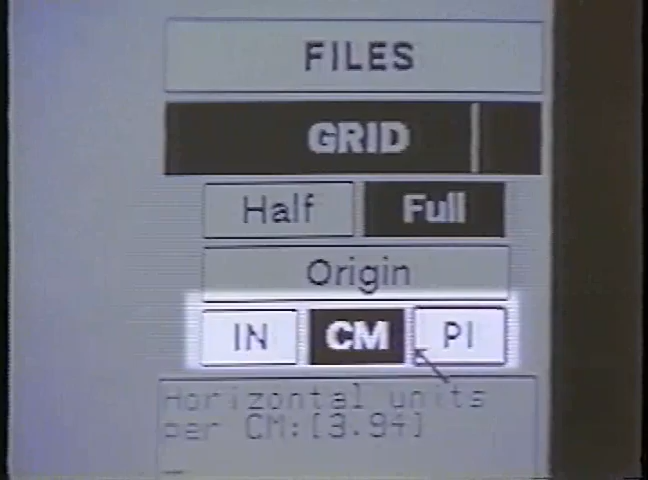 FILES
GRID
Half Full
Origin
IN CM PI
Horizontal units
per CM:[3.94]